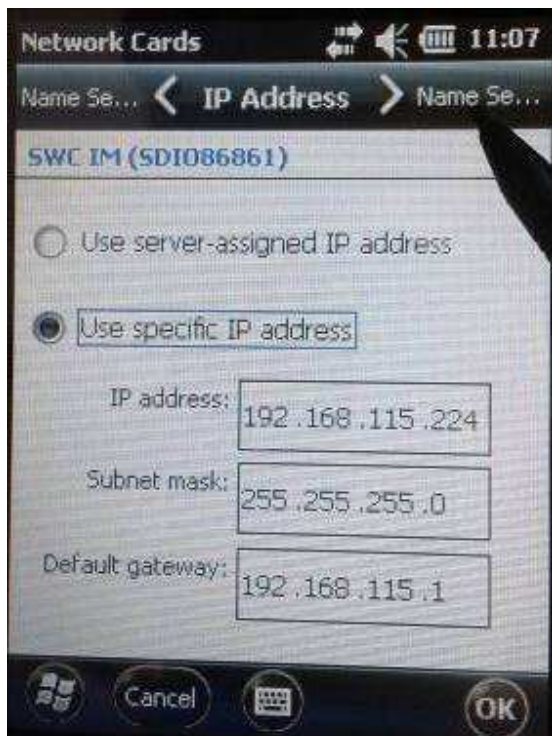 Network Cards 11:07
Name Se... IP Address Name Se...
SWC IM (SDIO86861)
Use server-assigned IP address
Use specific IP address
IP address: 192 .168 .115 .224
Subnet mask: 255 .255 .255 .0
Default gateway: 192 .168 .115 .1
Cancel OK